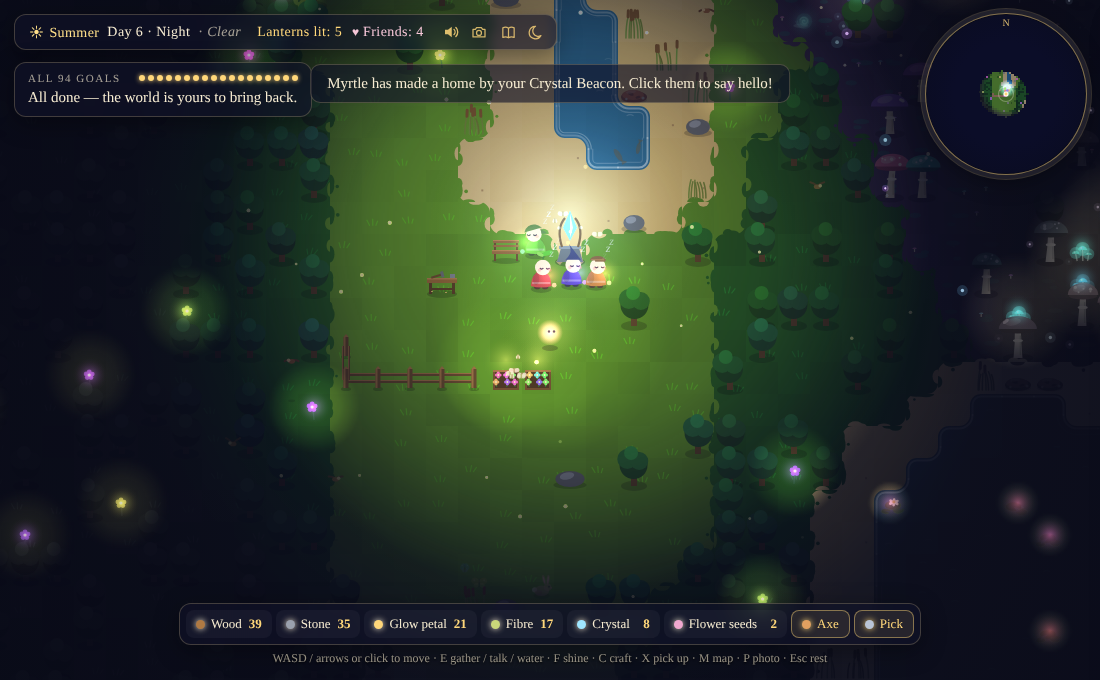 Summer Day 6 · Night · Clear Lanterns lit: 5 ♥ Friends: 4
N
ALL 94 GOALS
All done — the world is yours to bring back.
Myrtle has made a home by your Crystal Beacon. Click them to say hello!
z z
z z
Wood 39 Stone 35 Glow petal 21 Fibre 17 Crystal 8 Flower seeds 2 Axe Pick
WASD / arrows or click to move · E gather / talk / water · F shine · C craft · X pick up · M map · P photo · Esc rest